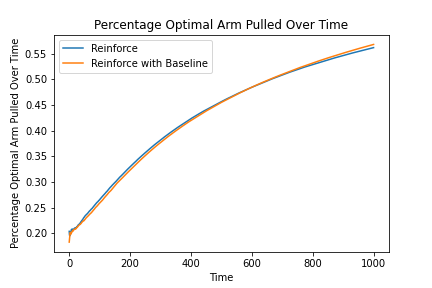 Percentage Optimal Arm Pulled Over Time
Reinforce
Reinforce with Baseline
Percentage Optimal Arm Pulled Over Time
0.55
0.50
0.45
0.40
0.35
0.30
0.25
0.20
0 200 400 600 800 1000
Time